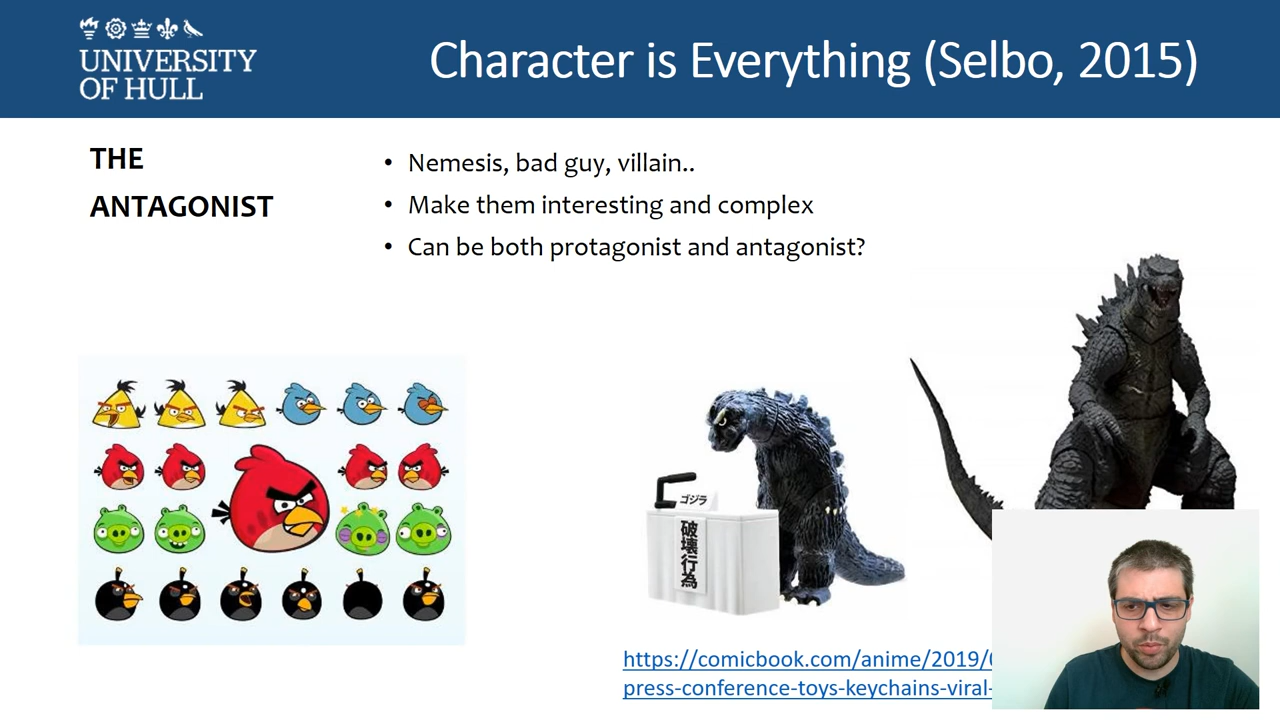 UNIVERSITY
OF HULL
Character is Everything (Selbo, 2015)
THE
ANTAGONIST
• Nemesis, bad guy, villain..
• Make them interesting and complex
• Can be both protagonist and antagonist?
ゴジラ
破壊行為
https://comicbook.com/anime/2019/
press-conference-toys-keychains-viral-